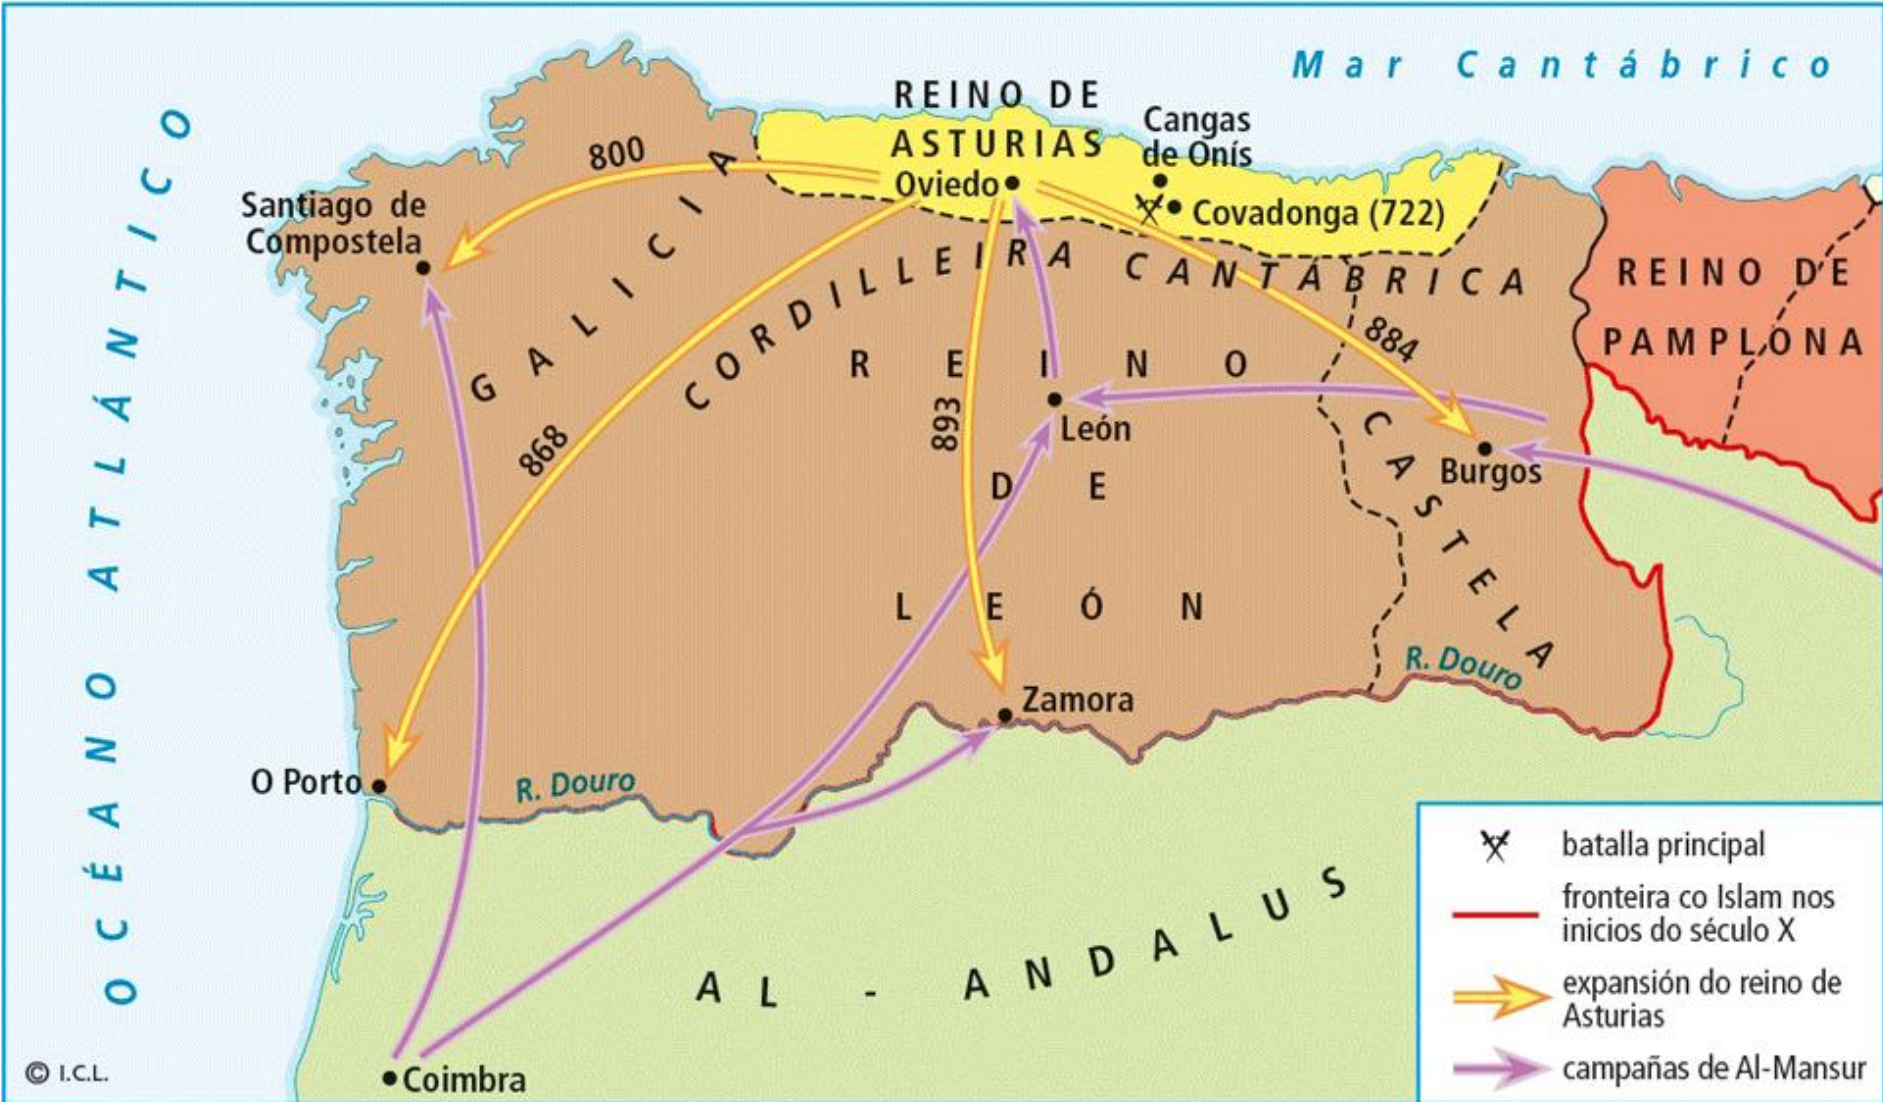 Mar Cantábrico
OCÉANO ATLÁNTICO
REINO DE
ASTURIAS
Oviedo
Cangas
de Onís
Covadonga (722)
800
Santiago de
Compostela
GALICIA
CORDILLEIRA CANTÁBRICA
REINO DE
PAMPLONA
884
868
893
REINO
DE
LEÓN
León
Burgos
CASTELA
R. Douro
Zamora
O Porto
R. Douro
AL-ANDALUS
Coimbra
© I.C.L.
batalla principal
fronteira co Islam nos
inicios do século X
expansión do reino de
Asturias
campañas de Al-Mansur